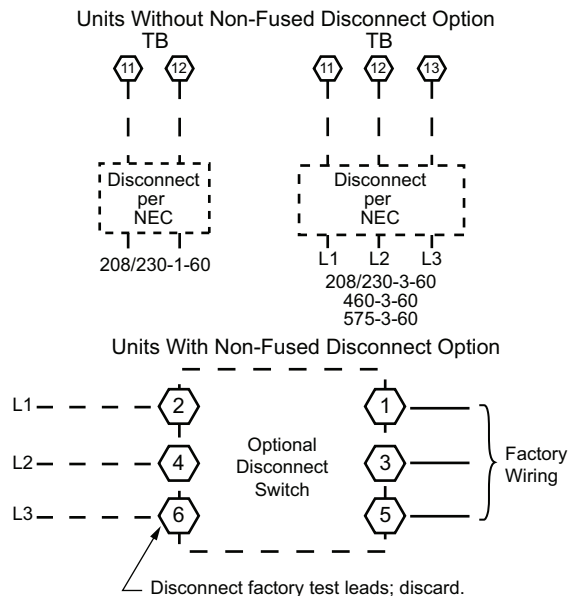 Units Without Non-Fused Disconnect Option
TB
TB
11
12
11
12
13
Disconnect
per
NEC
Disconnect
per
NEC
208/230-1-60
L1
L2
L3
208/230-3-60
460-3-60
575-3-60
Units With Non-Fused Disconnect Option
L1
2
1
L2
4
Optional
Disconnect
Switch
3
Factory
Wiring
L3
6
5
Disconnect factory test leads; discard.